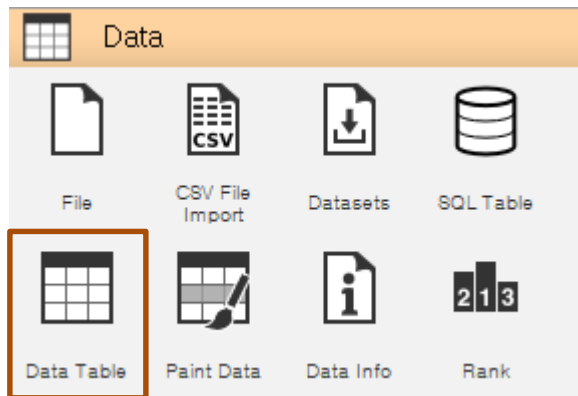 Data
CSV
File
CSV File
Import
Datasets
SQL Table
2 1 3
Data Table
Paint Data
Data Info
Rank